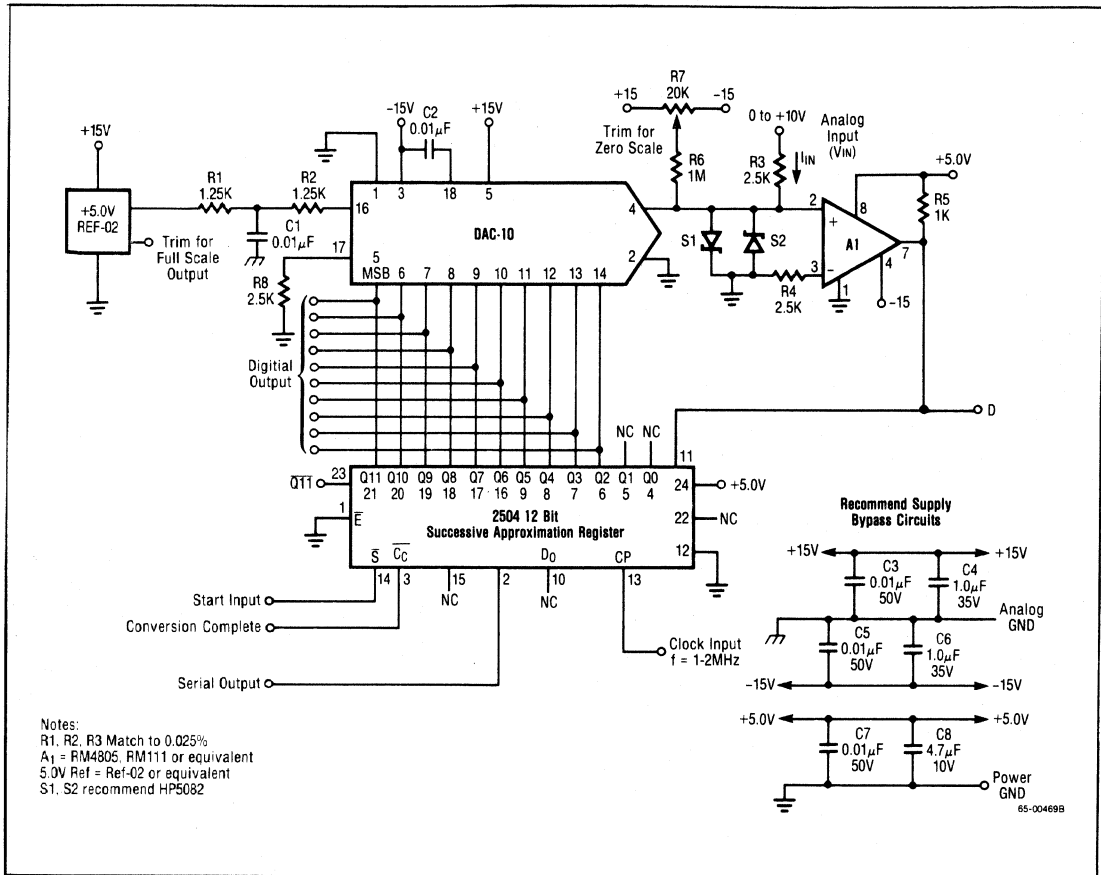 +15V
+5.0V
REF-02
Trim for
Full Scale
Output
R1
1.25K
R2
1.25K
C1
0.01µF
-15V
C2
0.01µF
+15V
1
3
18
5
16
17
DAC-10
4
2
R8
2.5K
5
MSB
6
7
8
9
10
11
12
13
14
R7
20K
+15
-15
Trim for
Zero Scale
R6
1M
0 to +10V
Analog
Input
(VIN)
R3
2.5K
IIN
S1
S2
R4
2.5K
2
+
3
-
A1
8
7
4
1
-15
+5.0V
R5
1K
D
Digitial
Output
NC
NC
11
Q11
23
Q11 Q10 Q9 Q8 Q7 Q6 Q5 Q4 Q3 Q2 Q1 Q0
21 20 19 18 17 16 9 8 7 6 5 4
24
+5.0V
1
E
2504 12 Bit
Successive Approximation Register
22
NC
12
S
CC
DO
CP
14
3
15
NC
2
10
NC
13
Start Input
Conversion Complete
Serial Output
Clock Input
f = 1-2MHz
Recommend Supply
Bypass Circuits
+15V
+15V
C3
0.01µF
50V
C4
1.0µF
35V
Analog
GND
C5
0.01µF
50V
C6
1.0µF
35V
-15V
-15V
+5.0V
+5.0V
C7
0.01µF
50V
C8
4.7µF
10V
Power
GND
65-00469B
Notes:
R1, R2, R3 Match to 0.025%
A1 = RM4805, RM111 or equivalent
5.0V Ref = Ref-02 or equivalent
S1, S2 recommend HP5082